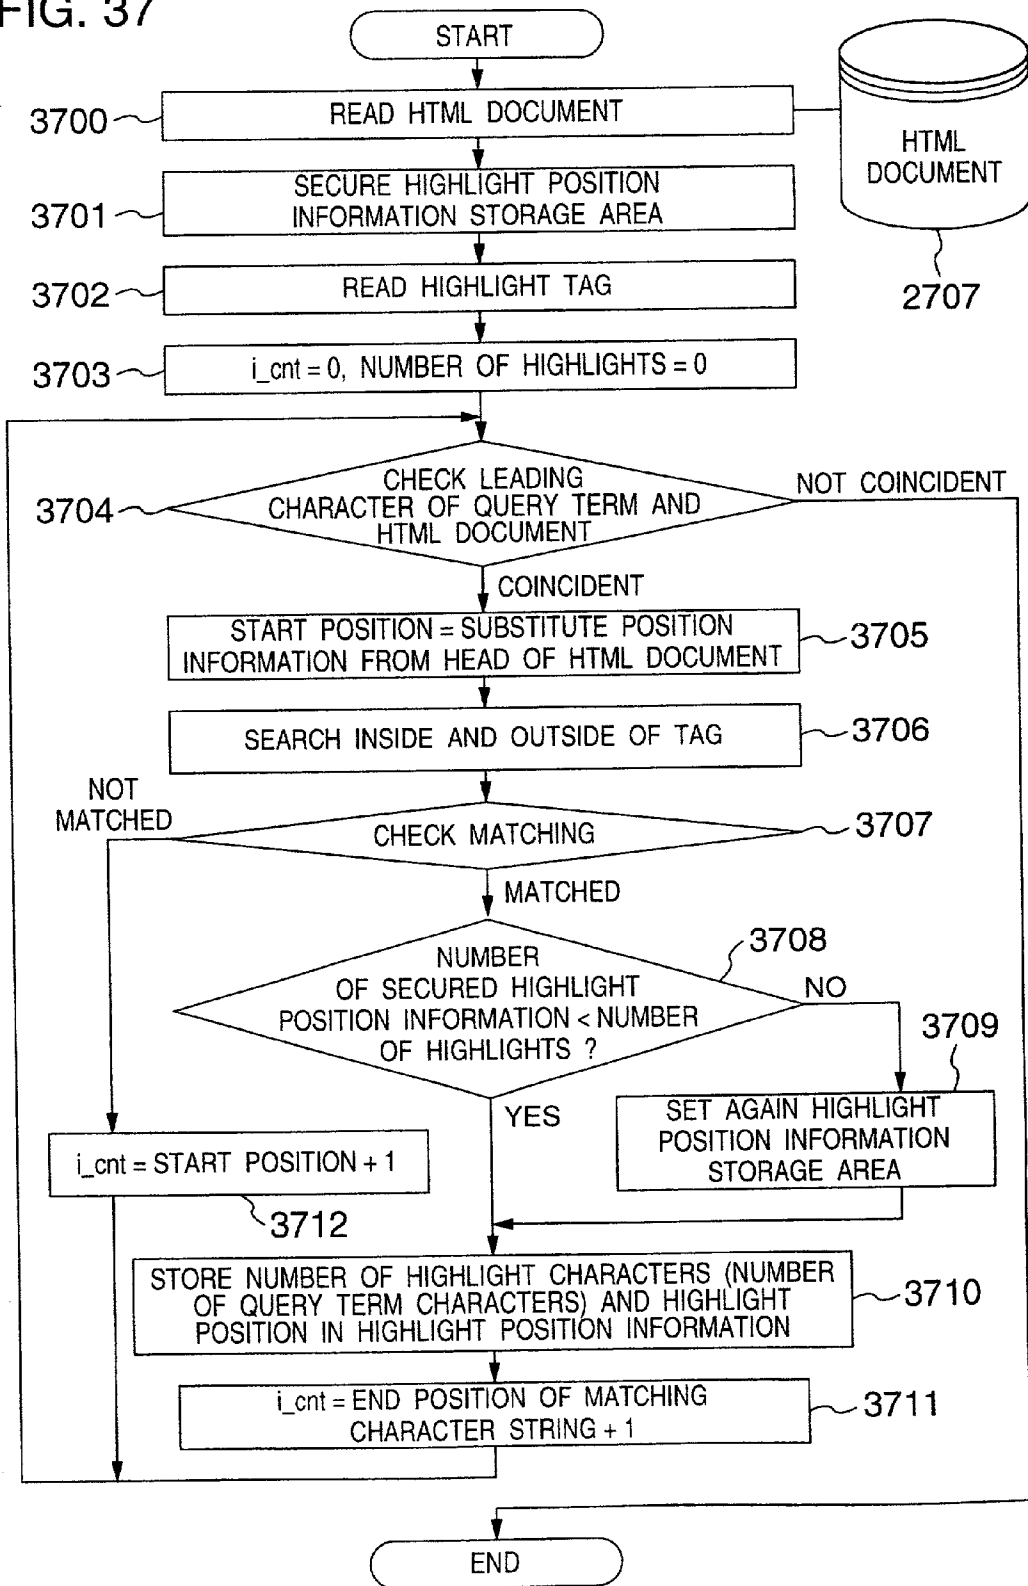 FIG. 37
START
3700
READ HTML DOCUMENT
HTML
DOCUMENT
2707
3701
SECURE HIGHLIGHT POSITION
INFORMATION STORAGE AREA
3702
READ HIGHLIGHT TAG
3703
i_cnt = 0, NUMBER OF HIGHLIGHTS = 0
3704
CHECK LEADING
CHARACTER OF QUERY TERM AND
HTML DOCUMENT
NOT COINCIDENT
COINCIDENT
START POSITION = SUBSTITUTE POSITION
INFORMATION FROM HEAD OF HTML DOCUMENT
3705
SEARCH INSIDE AND OUTSIDE OF TAG
3706
NOT
MATCHED
CHECK MATCHING
3707
MATCHED
NUMBER
OF SECURED HIGHLIGHT
POSITION INFORMATION < NUMBER
OF HIGHLIGHTS ?
3708
NO
3709
YES
SET AGAIN HIGHLIGHT
POSITION INFORMATION
STORAGE AREA
i_cnt = START POSITION + 1
3712
STORE NUMBER OF HIGHLIGHT CHARACTERS (NUMBER
OF QUERY TERM CHARACTERS) AND HIGHLIGHT
POSITION IN HIGHLIGHT POSITION INFORMATION
3710
i_cnt = END POSITION OF MATCHING
CHARACTER STRING + 1
3711
END